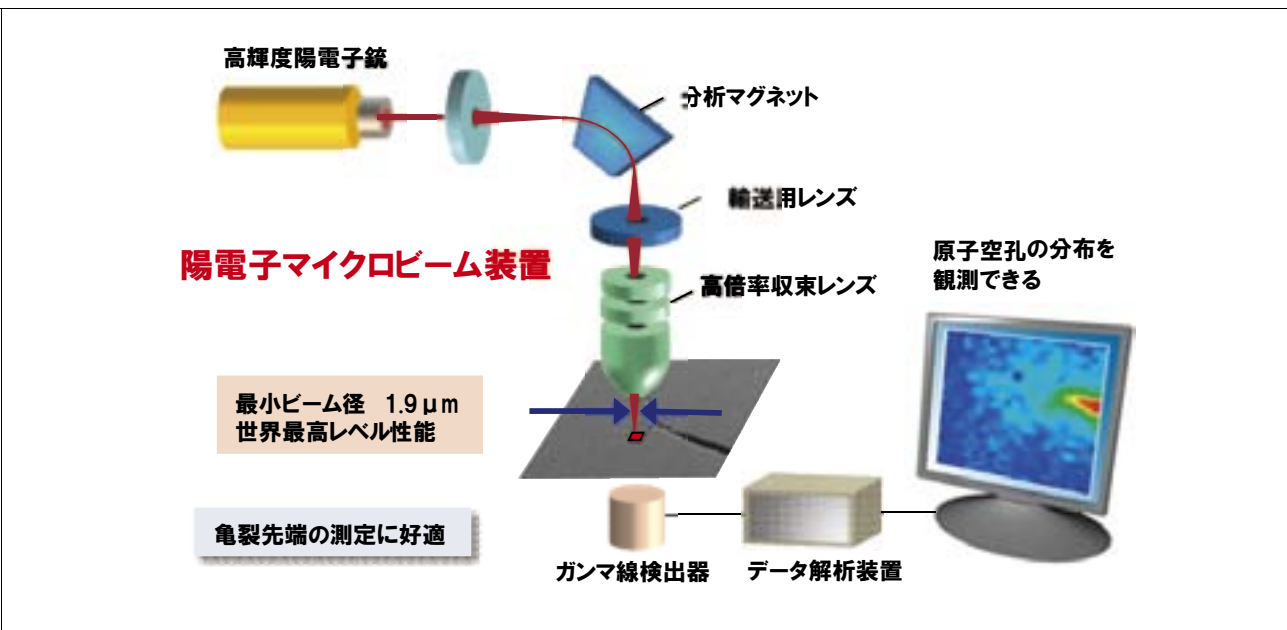 高輝度陽電子銃
分析マグネット
輸送用レンズ
陽電子マイクロビーム装置
高倍率収束レンズ
原子空孔の分布を
観測できる
最小ビーム径 1.9μm
世界最高レベル性能
亀裂先端の測定に好適
ガンマ線検出器
データ解析装置